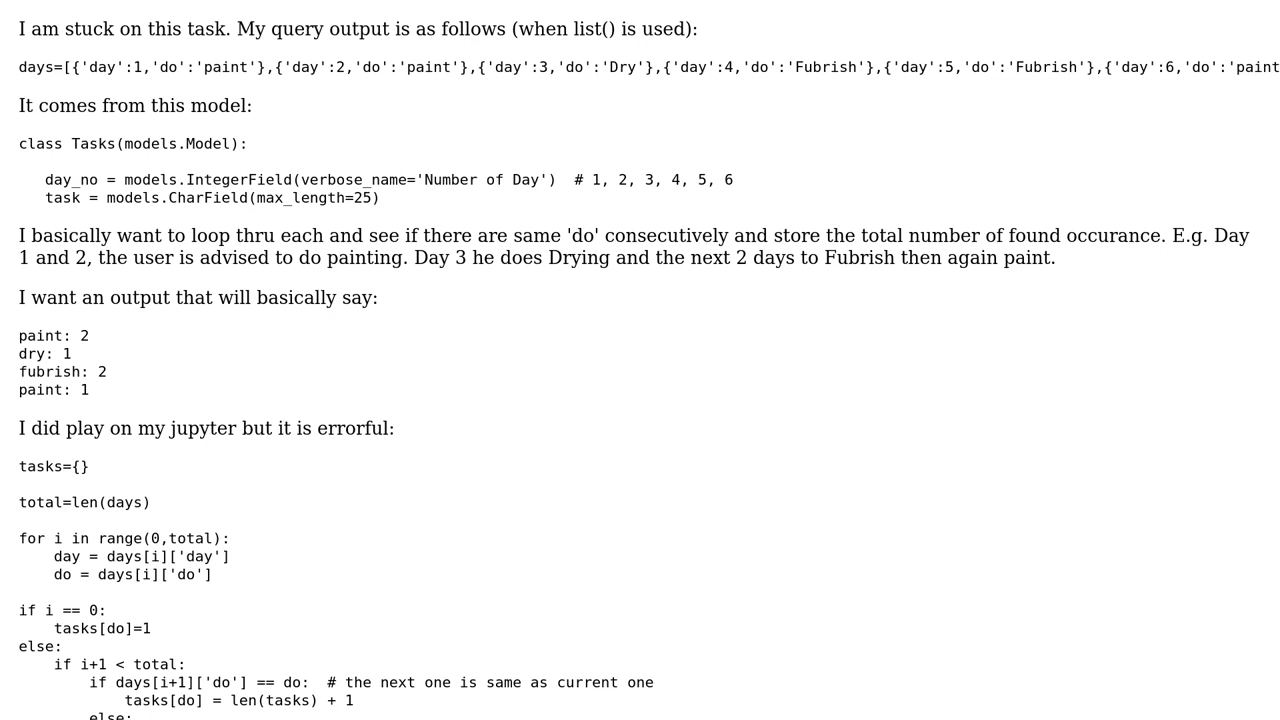 I am stuck on this task. My query output is as follows (when list() is used):
days=[{'day':1,'do':'paint'},{'day':2,'do':'paint'},{'day':3,'do':'Dry'},{'day':4,'do':'Fubrish'},{'day':5,'do':'Fubrish'},{'day':6,'do':'paint
It comes from this model:
class Tasks(models.Model):
   day_no = models.IntegerField(verbose_name='Number of Day')  # 1, 2, 3, 4, 5, 6
   task = models.CharField(max_length=25)
I basically want to loop thru each and see if there are same 'do' consecutively and store the total number of found occurance. E.g. Day
1 and 2, the user is advised to do painting. Day 3 he does Drying and the next 2 days to Fubrish then again paint.
I want an output that will basically say:
paint: 2
dry: 1
fubrish: 2
paint: 1
I did play on my jupyter but it is errorful:
tasks={}
total=len(days)
for i in range(0,total):
    day = days[i]['day']
    do = days[i]['do']
if i == 0:
    tasks[do]=1
else:
    if i+1 < total:
        if days[i+1]['do'] == do:  # the next one is same as current one
            tasks[do] = len(tasks) + 1
        else: